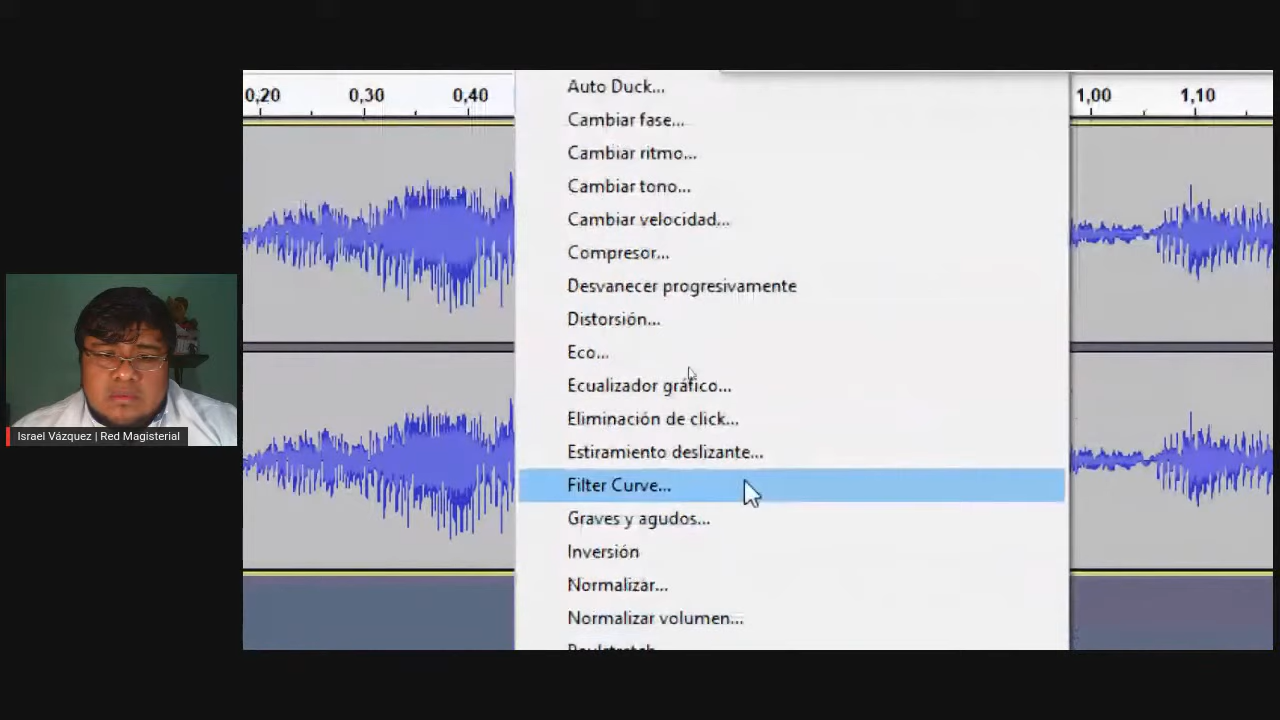 0,20 0,30 0,40 1,00 1,10
Auto Duck...
Cambiar fase...
Cambiar ritmo...
Cambiar tono...
Cambiar velocidad...
Compresor...
Desvanecer progresivamente
Distorsión...
Eco...
Ecualizador gráfico...
Eliminación de click...
Estiramiento deslizante...
Filter Curve...
Graves y agudos...
Inversión
Normalizar...
Normalizar volumen...
Israel Vázquez | Red Magisterial